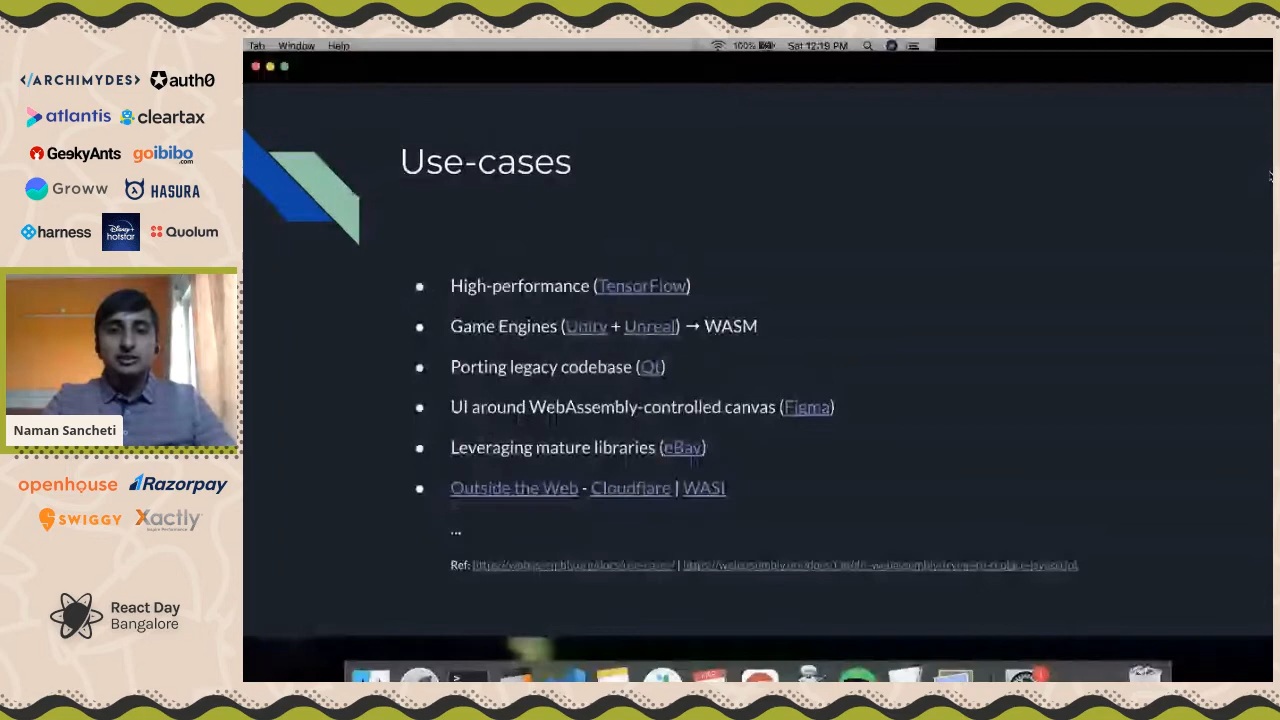 Tab Window Help
100%
Sat 12:19 PM
</ARCHIMYDES> auth0
atlantis cleartax
GeekyAnts goibibo.com
Groww HASURA
harness Disney+ hotstar Quolum
Naman Sancheti
openhouse Razorpay
SWIGGY Xactly
React Day
Bangalore
Use-cases
● High-performance (TensorFlow)
● Game Engines (Unity + Unreal) → WASM
● Porting legacy codebase (Qt)
● UI around WebAssembly-controlled canvas (Figma)
● Leveraging mature libraries (eBay)
● Outside the Web - Cloudflare | WASI
...
Ref: